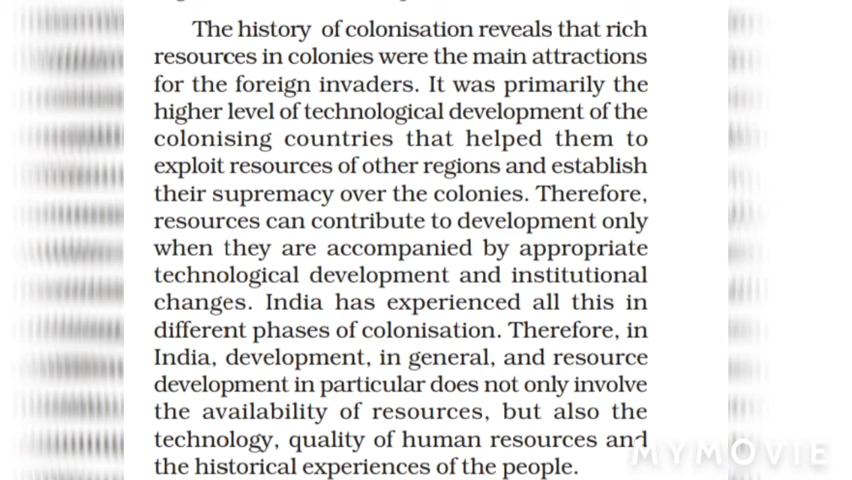 The history of colonisation reveals that rich
resources in colonies were the main attractions
for the foreign invaders. It was primarily the
higher level of technological development of the
colonising countries that helped them to
exploit resources of other regions and establish
their supremacy over the colonies. Therefore,
resources can contribute to development only
when they are accompanied by appropriate
technological development and institutional
changes. India has experienced all this in
different phases of colonisation. Therefore, in
India, development, in general, and resource
development in particular does not only involve
the availability of resources, but also the
technology, quality of human resources and
the historical experiences of the people.
MYMOVIE